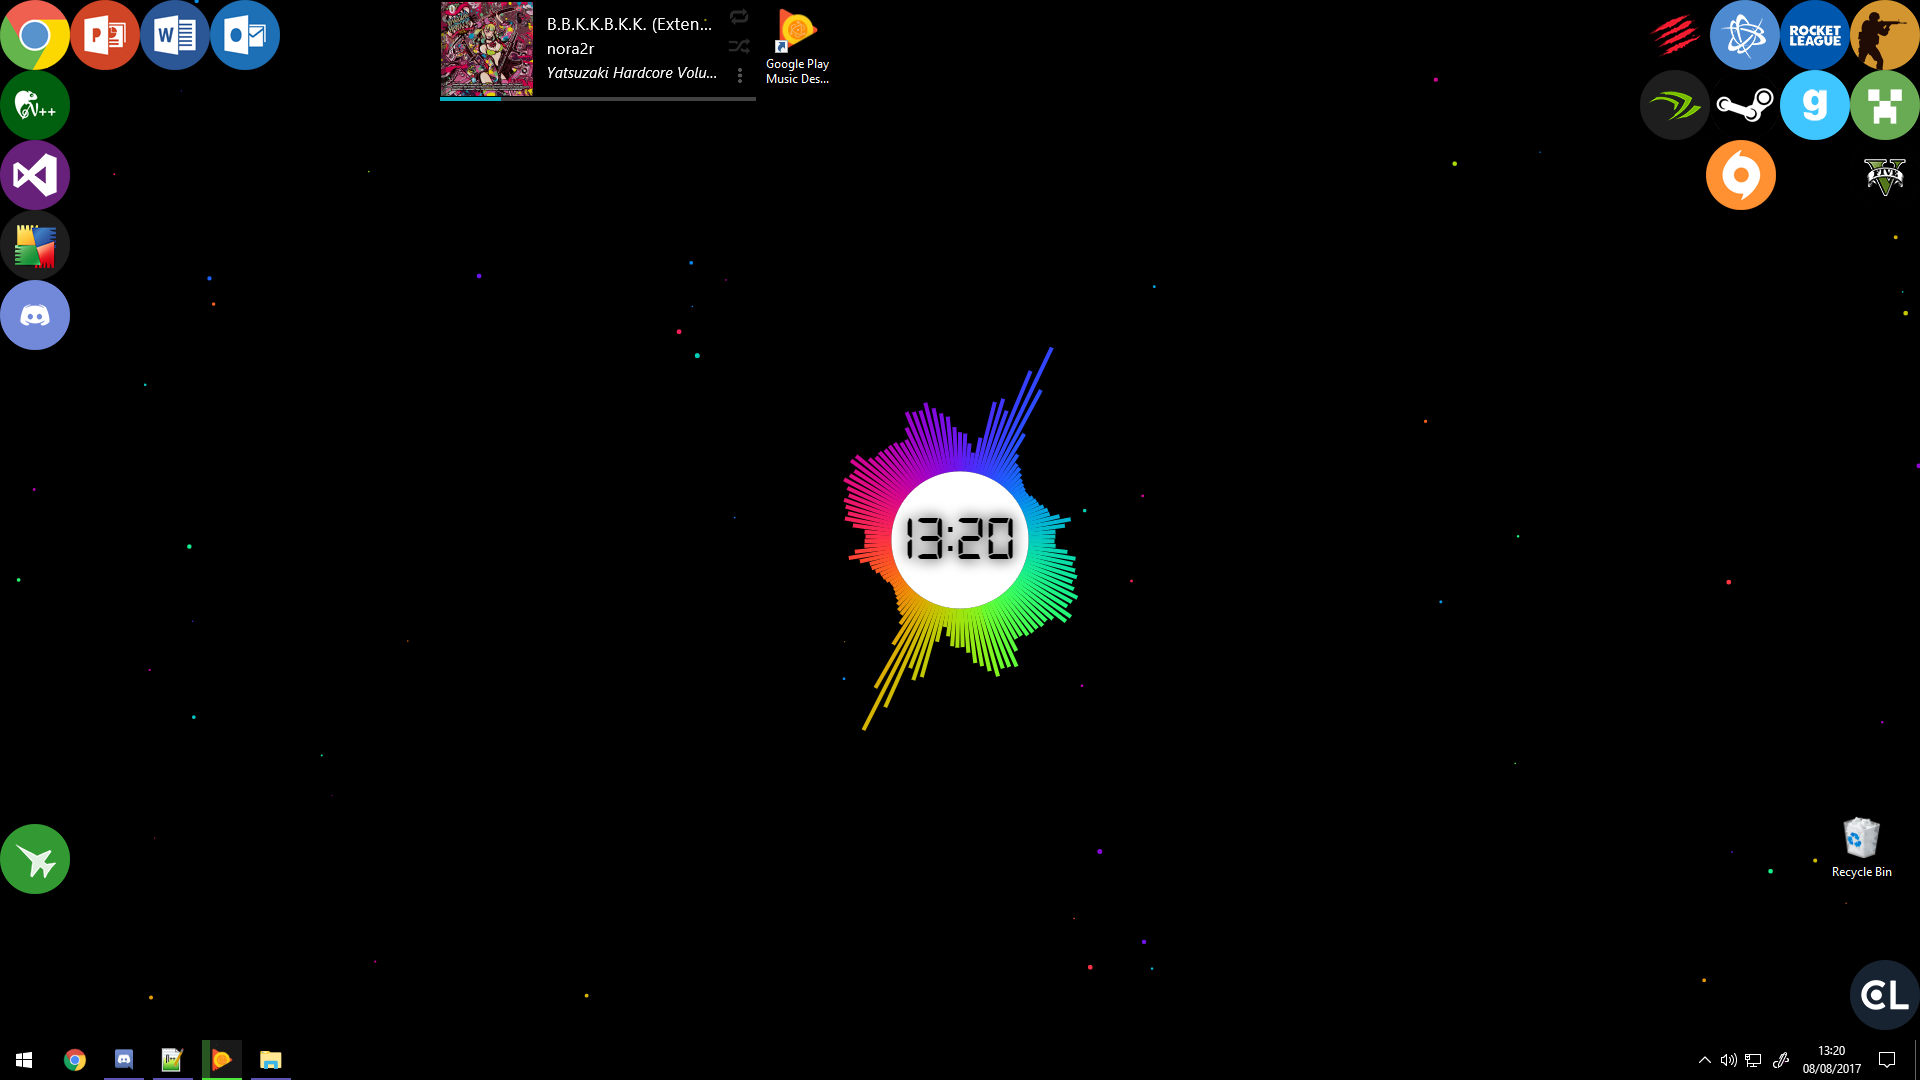 B.B.K.K.B.K.K. (Exten...
nora2r
Yatsuzaki Hardcore Volu...
Google Play
Music Des...
P
W
O
ROCKET
LEAGUE
N++
g
V
FIVE
13:20
Recycle Bin
CL
13:20
08/08/2017